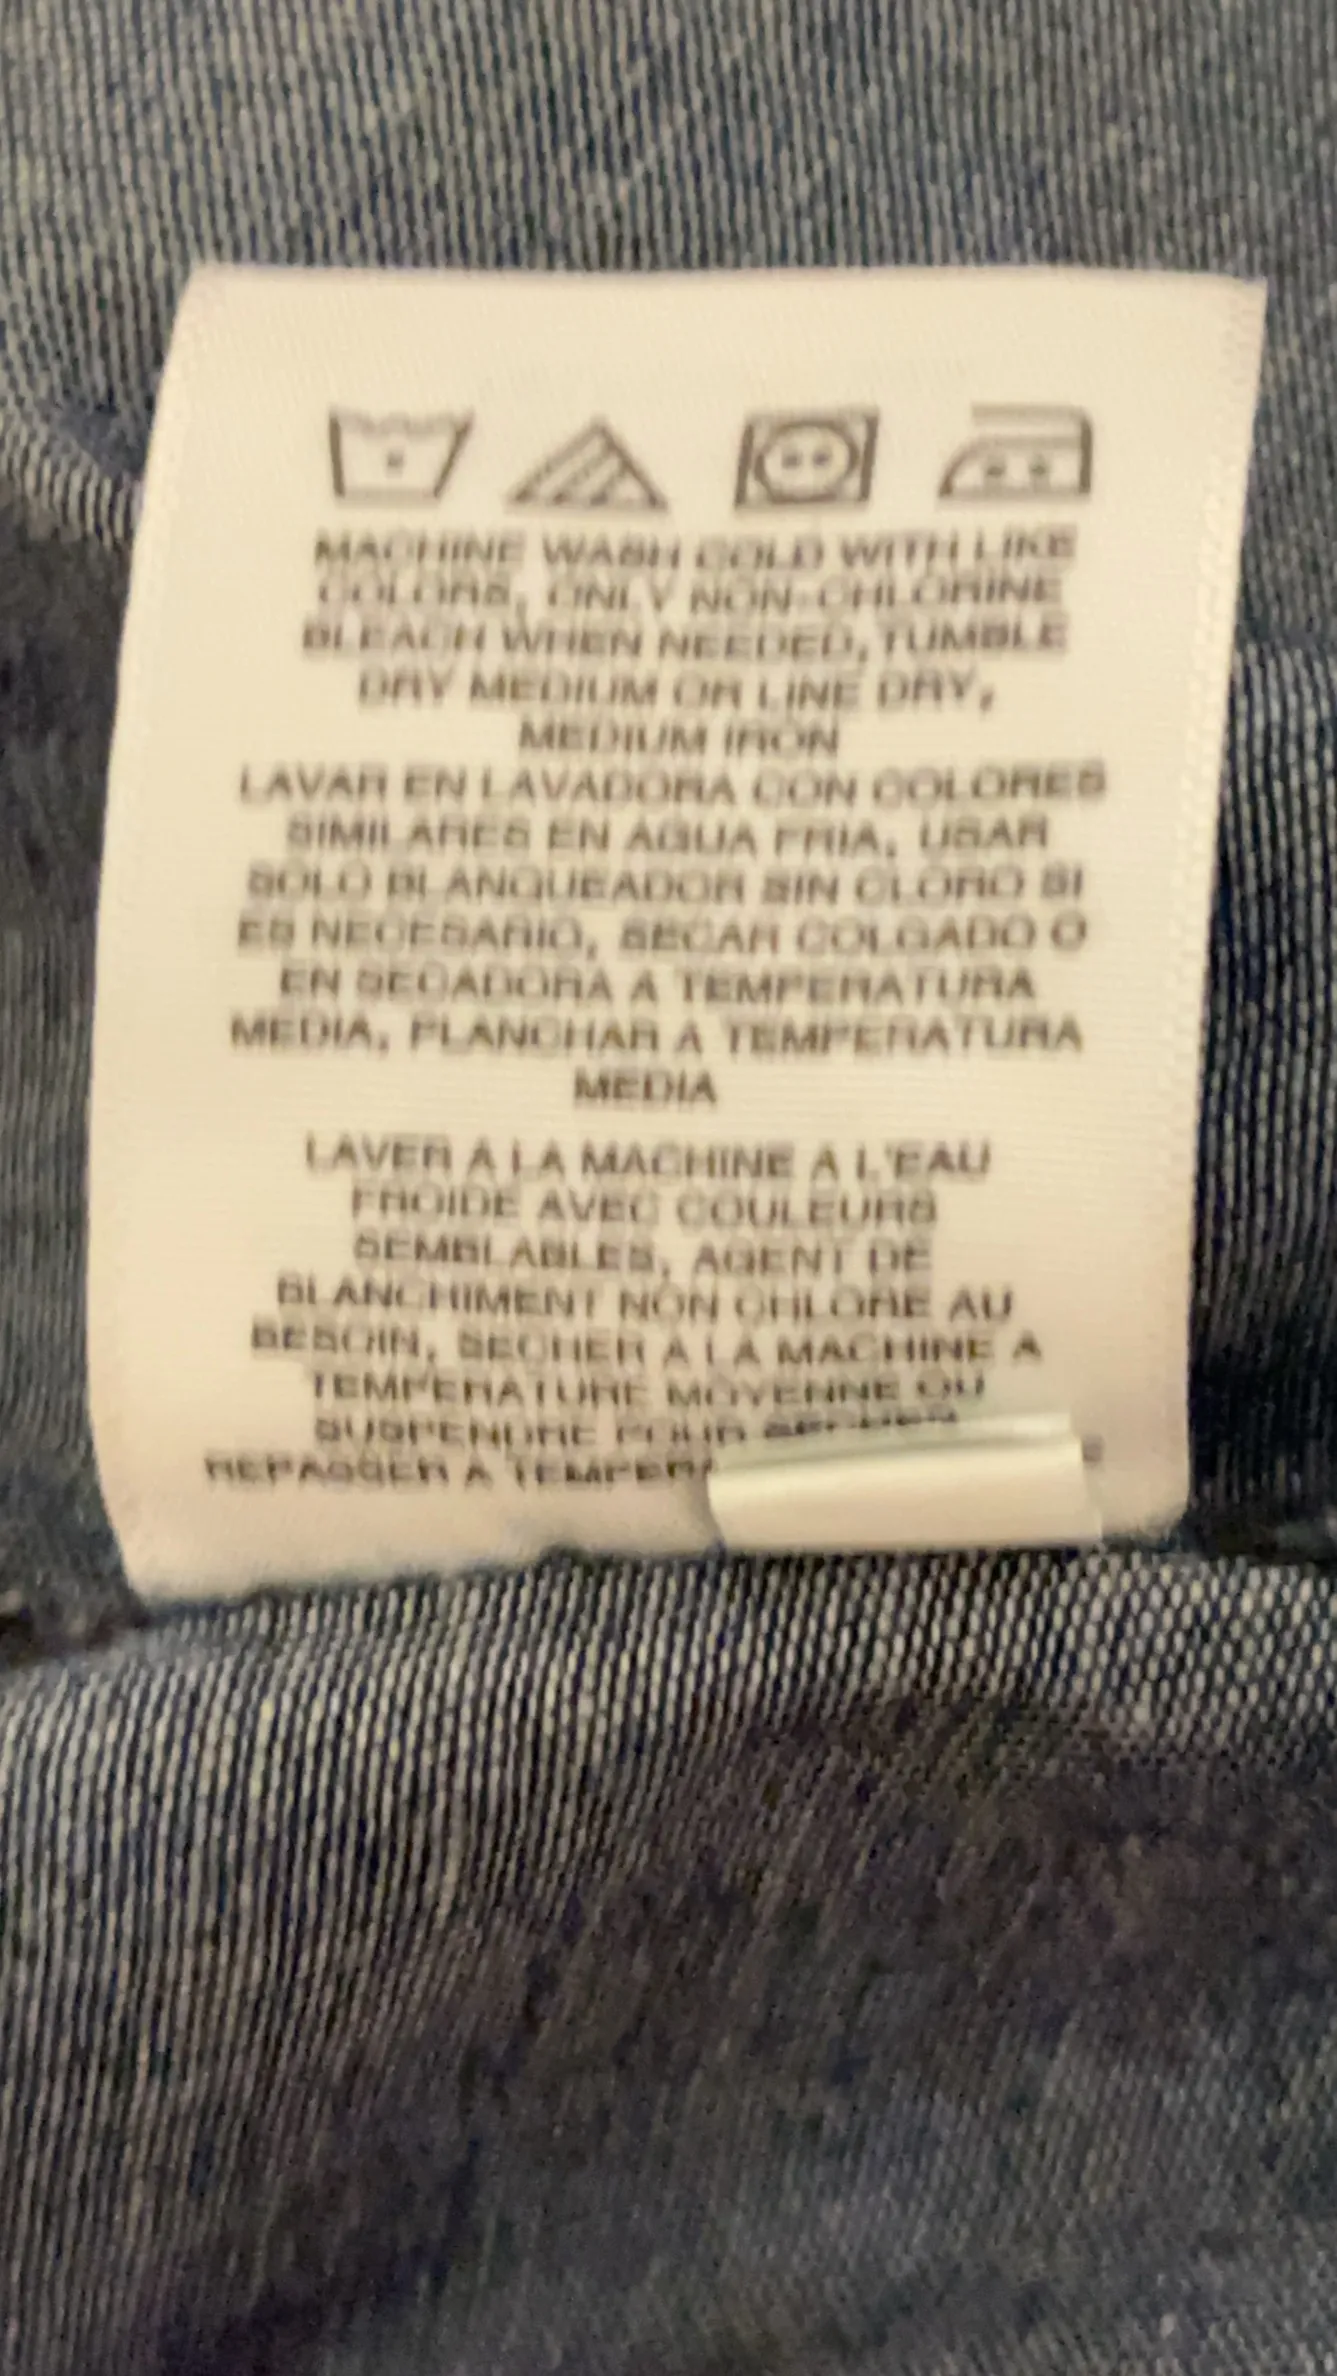 MACHINE WASH COLD WITH LIKE
COLORS, ONLY NON-CHLORINE
BLEACH WHEN NEEDED, TUMBLE
DRY MEDIUM OR LINE DRY,
MEDIUM IRON
LAVAR EN LAVADORA CON COLORES
SIMILARES EN AGUA FRIA, USAR
SOLO BLANQUEADOR SIN CLORO SI
ES NECESARIO, SECAR COLGADO O
EN SECADORA A TEMPERATURA
MEDIA, PLANCHAR A TEMPERATURA
MEDIA
LAVER A LA MACHINE A L'EAU
FROIDE AVEC COULEURS
SEMBLABLES, AGENT DE
BLANCHIMENT NON CHLORE AU
BESOIN, SECHER A LA MACHINE A
TEMPERATURE MOYENNE OU
SUSPENDRE POUR SECHER
REPASSER A